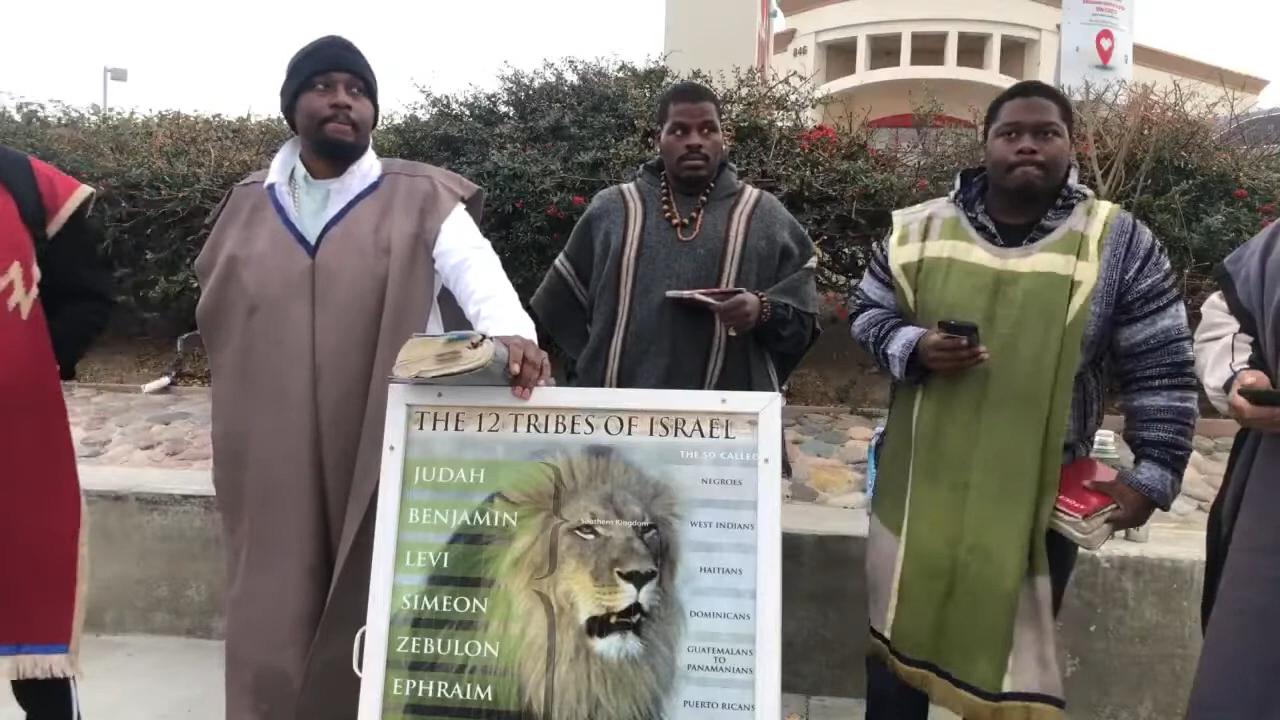 846
THE 12 TRIBES OF ISRAEL
THE SO CALLED
JUDAH
NEGROES
BENJAMIN
Southern Kingdom
WEST INDIANS
LEVI
HAITIANS
SIMEON
DOMINICANS
ZEBULON
GUATEMALANS
TO
PANAMANIANS
EPHRAIM
PUERTO RICANS